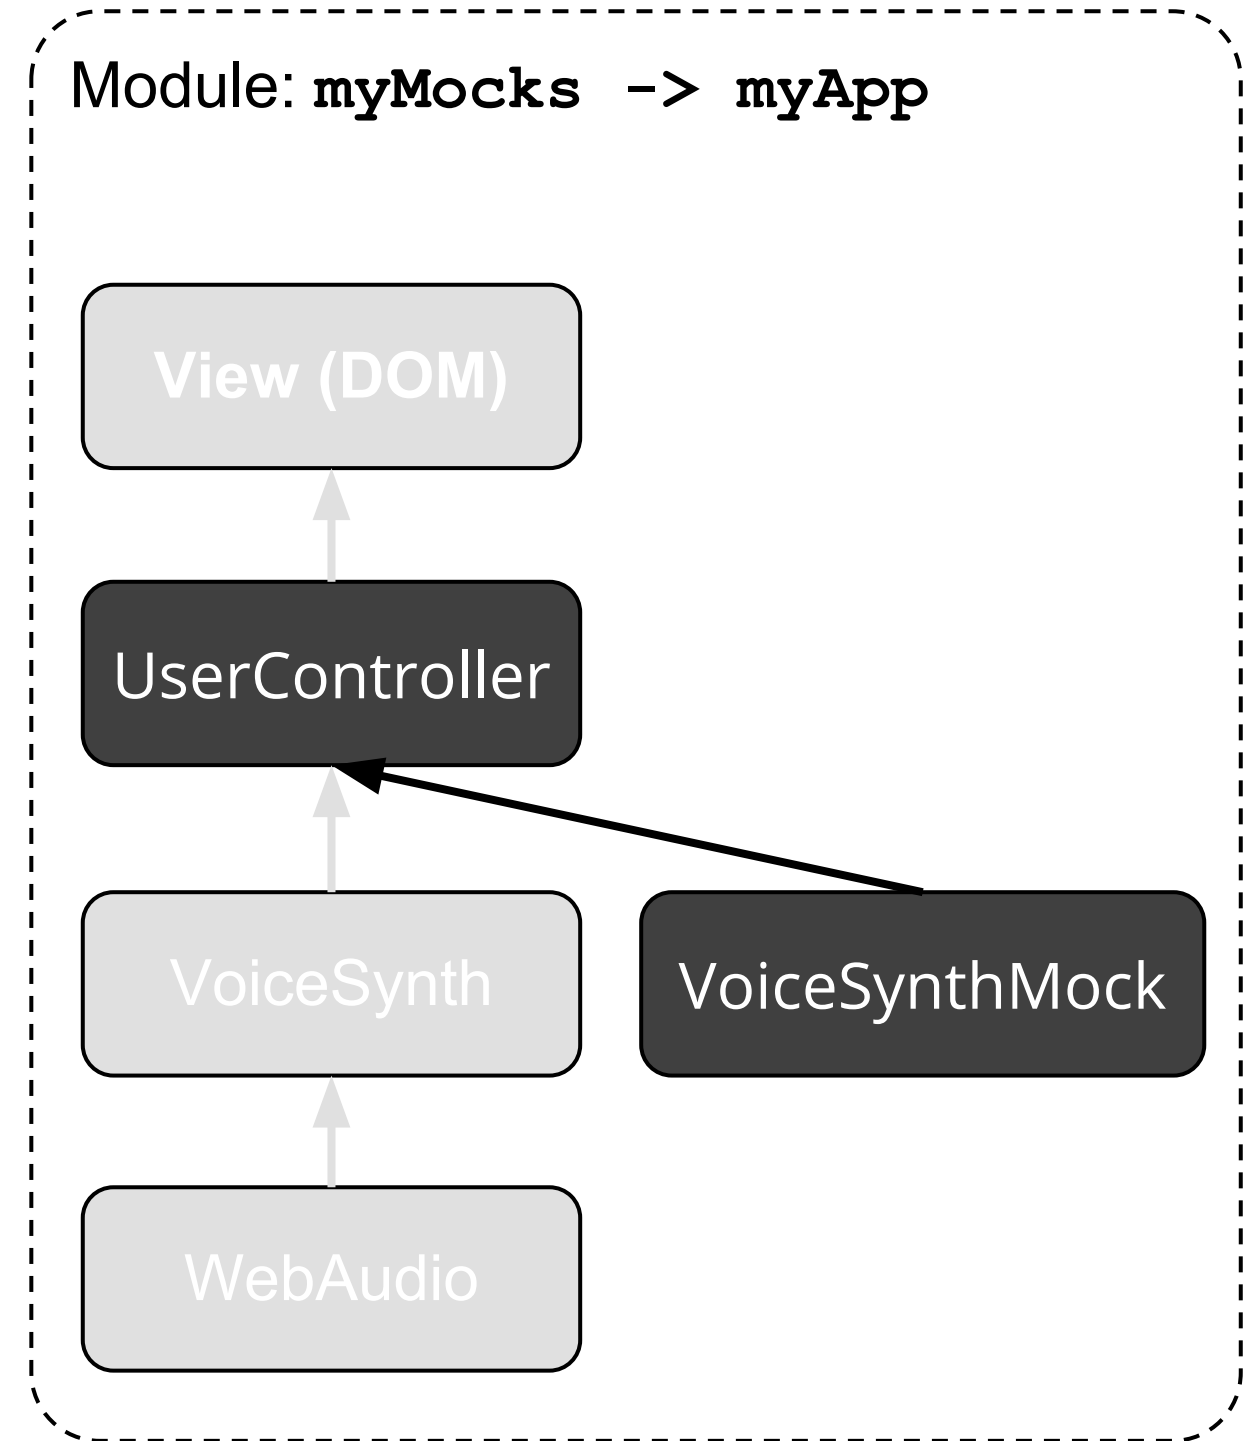 Module: myMocks -> myApp
View (DOM)
UserController
VoiceSynth
VoiceSynthMock
WebAudio